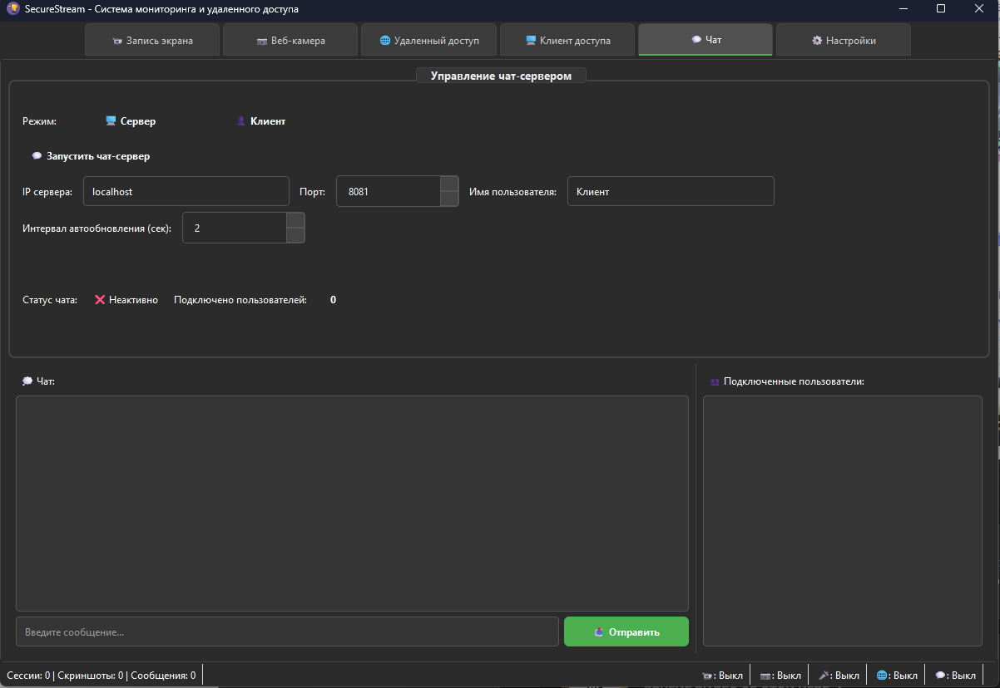 SecureStream - Система мониторинга и удаленного доступа
Запись экрана
Веб-камера
Удаленный доступ
Клиент доступа
Чат
Настройки
Управление чат-сервером
Режим: Сервер Клиент
Запустить чат-сервер
IP сервера: localhost Порт: 8081 Имя пользователя: Клиент
Интервал автообновления (сек): 2
Статус чата: ❌ Неактивно Подключено пользователей: 0
Чат:
Подключенные пользователи:
Введите сообщение...
Отправить
Сессии: 0 | Скриншоты: 0 | Сообщения: 0
: Выкл : Выкл : Выкл : Выкл : Выкл